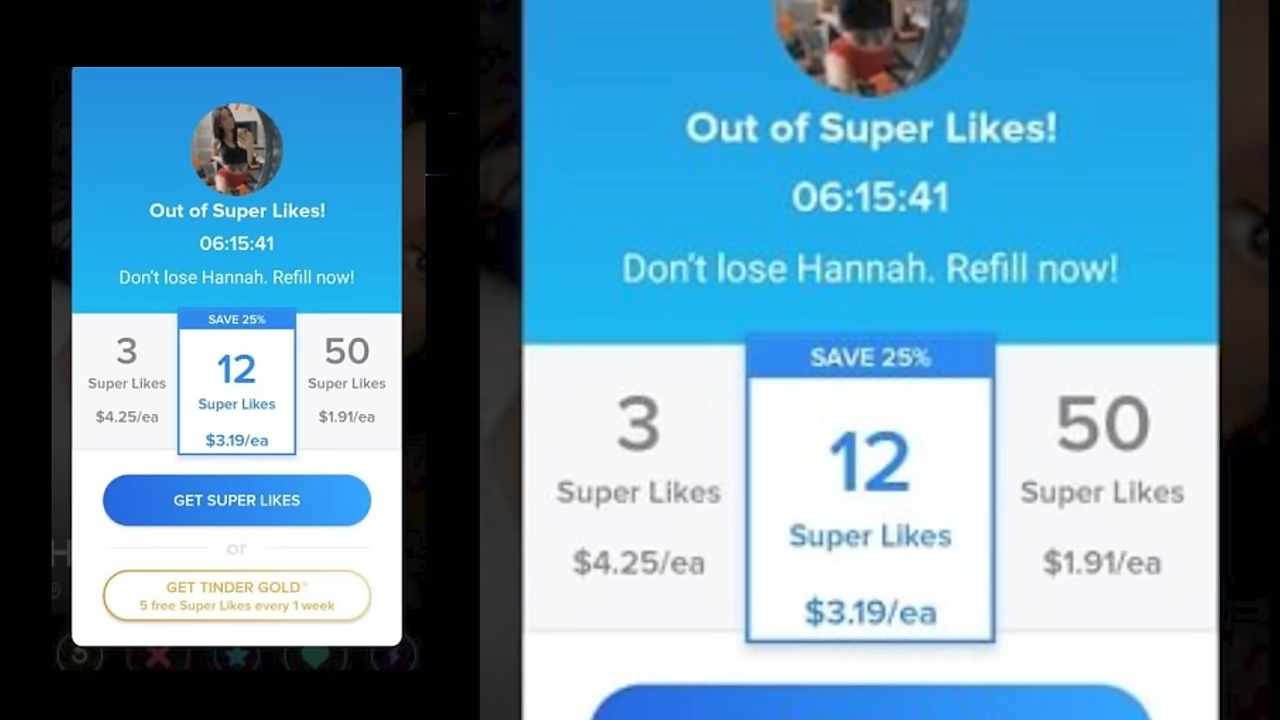 Out of Super Likes!
06:15:41
Don't lose Hannah. Refill now!
SAVE 25%
3
Super Likes
$4.25/ea
12
Super Likes
$3.19/ea
50
Super Likes
$1.91/ea
GET SUPER LIKES
or
GET TINDER GOLD™
5 free Super Likes every 1 week
H
S
Out of Super Likes!
06:15:41
Don't lose Hannah. Refill now!
SAVE 25%
3
Super Likes
$4.25/ea
12
Super Likes
$3.19/ea
50
Super Likes
$1.91/ea